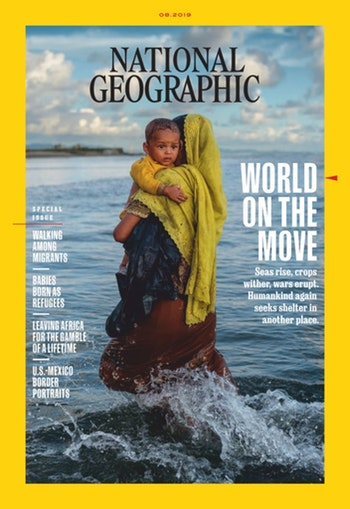 08.2019
NATIONAL
GEOGRAPHIC
WORLD
ON THE
MOVE
Seas rise, crops
wither, wars erupt.
Humankind again
seeks shelter in
another place.
SPECIAL
ISSUE
WALKING
AMONG
MIGRANTS
BABIES
BORN AS
REFUGEES
LEAVING AFRICA
FOR THE GAMBLE
OF A LIFETIME
U.S.-MEXICO
BORDER
PORTRAITS